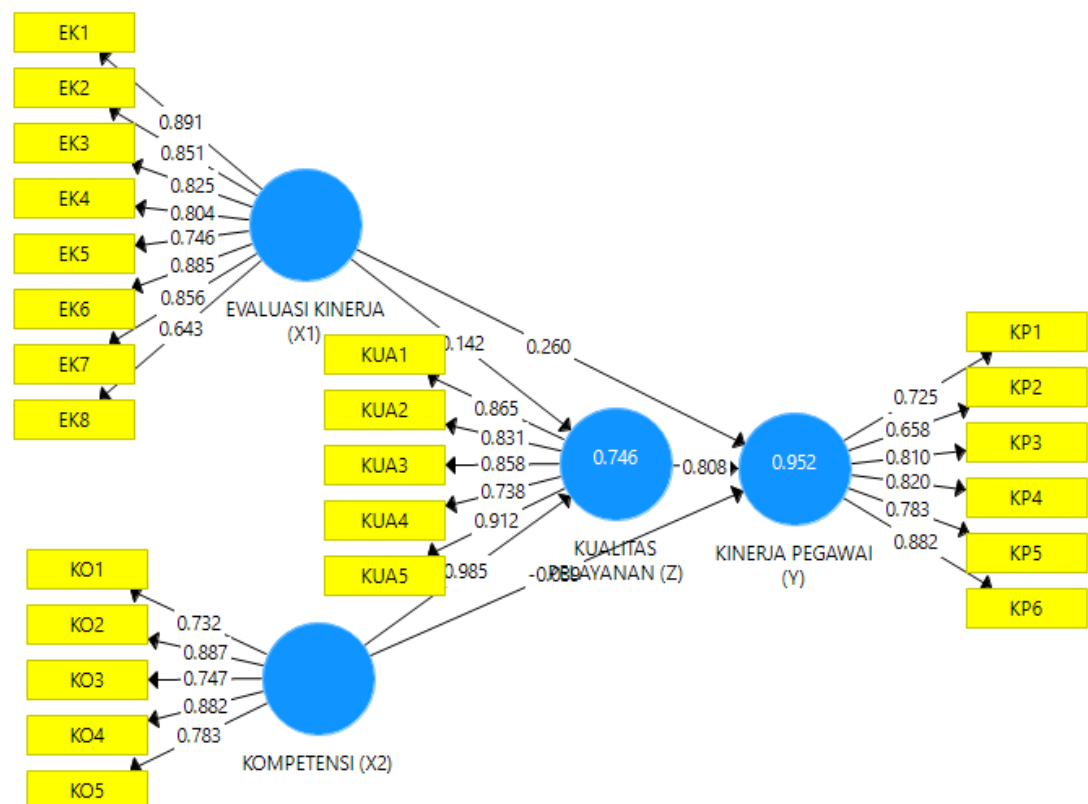 EK1
EK2
EK3
EK4
EK5
EK6
EK7
EK8
0.891
0.851
0.825
0.804
0.746
0.885
0.856
0.643
EVALUASI KINERJA
(X1)
0.260
KUA1
KUA2
KUA3
KUA4
KUA5
0.865
0.831
0.858
0.738
0.912
0.746
KUALITAS
PELAYANAN (Z)
0.808
0.952
KINERJA PEGAWAI
(Y)
KP1
KP2
KP3
KP4
KP5
KP6
0.725
0.658
0.810
0.820
0.783
0.882
KO1
KO2
KO3
KO4
KO5
0.732
0.887
0.747
0.882
0.783
KOMPETENSI (X2)
0.985
0.142